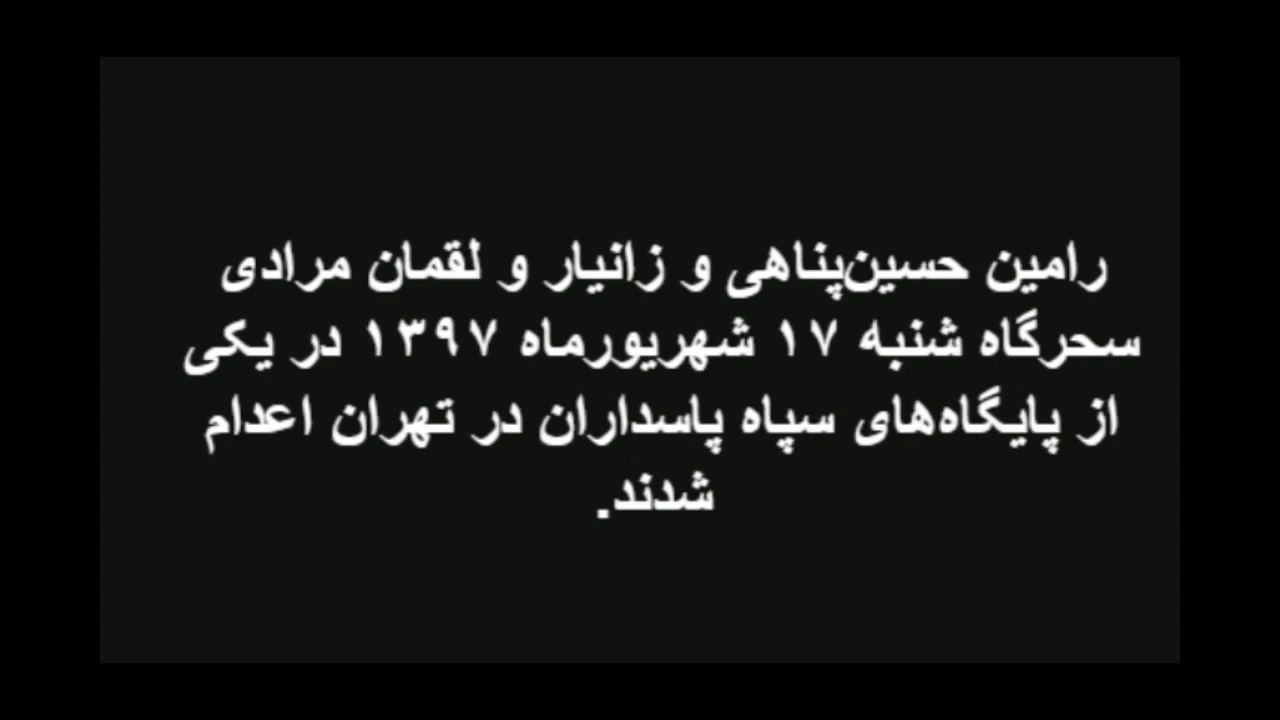 رامین حسین‌پناهی و زانیار و لقمان مرادی
سحرگاه شنبه ۱۷ شهریورماه ۱۳۹۷ در یکی
از پایگاه‌های سپاه پاسداران در تهران اعدام
شدند.